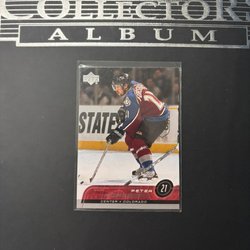 COLLECTOR
ALBUM
STATE
PETER
21
CENTER • COLORADO